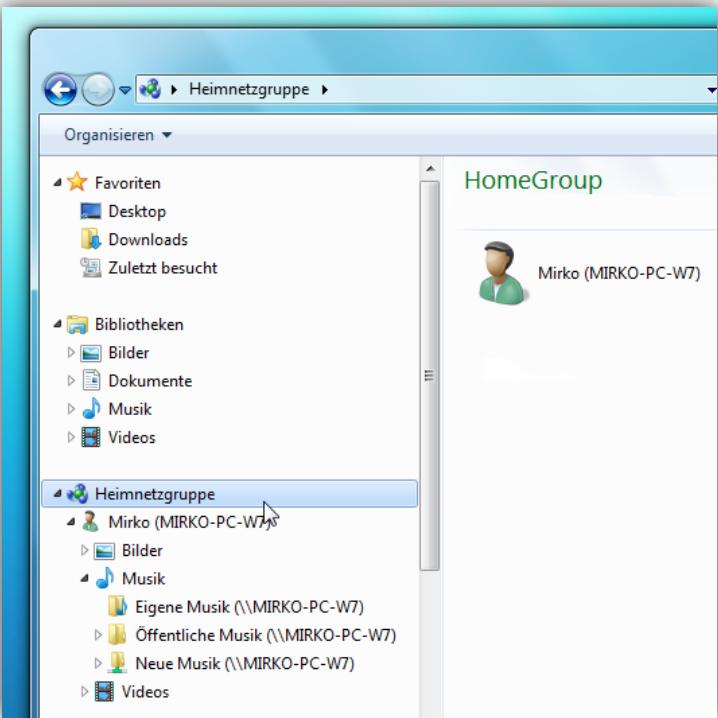 Heimnetzgruppe
Organisieren
Favoriten
Desktop
Downloads
Zuletzt besucht
Bibliotheken
Bilder
Dokumente
Musik
Videos
Heimnetzgruppe
Mirko (MIRKO-PC-W7)
Bilder
Musik
Eigene Musik (\\MIRKO-PC-W7)
Öffentliche Musik (\\MIRKO-PC-W7)
Neue Musik (\\MIRKO-PC-W7)
Videos
HomeGroup
Mirko (MIRKO-PC-W7)